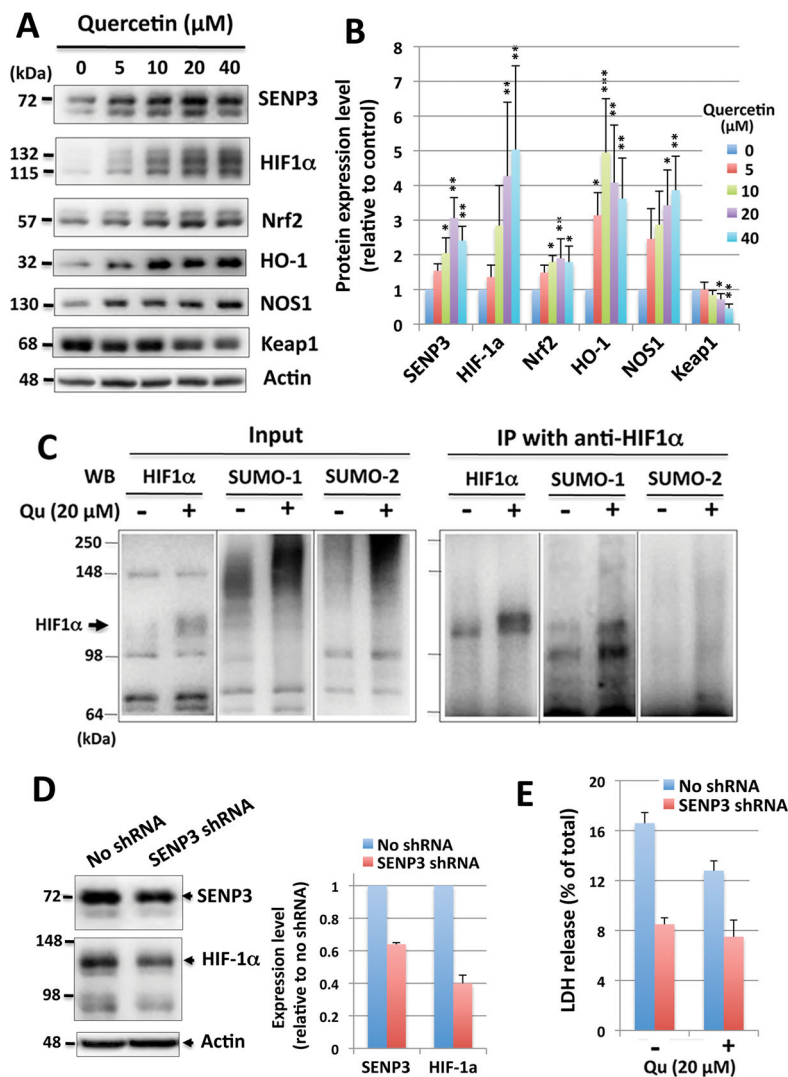 A
Quercetin (µM)
(kDa) 0 5 10 20 40
72 SENP3
132
115
HIF1α
57 Nrf2
32 HO-1
130 NOS1
68 Keap1
48 Actin
B
Protein expression level
(relative to control)
8
7
6
5
4
3
2
1
0
* ** **
** **
* ** *
* *** ** **
* **
* **
SENP3 HIF-1a Nrf2 HO-1 NOS1 Keap1
Quercetin
(µM)
0
5
10
20
40
C
Input
IP with anti-HIF1α
WB HIF1α SUMO-1 SUMO-2 HIF1α SUMO-1 SUMO-2
Qu (20 µM) - + - + - + - + - + - +
250
148
HIF1α
98
64
(kDa)
D
No shRNA
SENP3 shRNA
72 SENP3
148
HIF-1α
98
48 Actin
No shRNA
SENP3 shRNA
Expression level
(relative to no shRNA)
1
0.8
0.6
0.4
0.2
0
SENP3 HIF-1a
E
No shRNA
SENP3 shRNA
LDH release (% of total)
20
16
12
8
4
0
- +
Qu (20 µM)